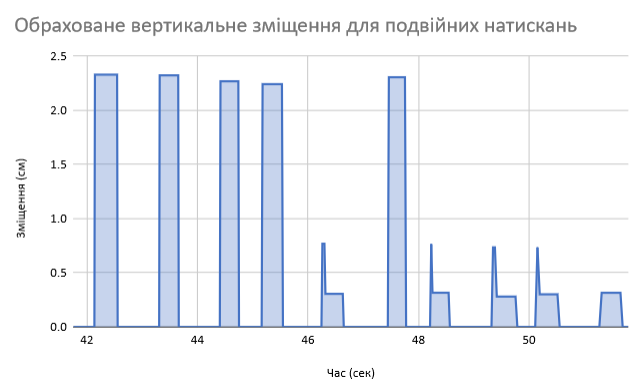 Обраховане вертикальне зміщення для подвійних натискань
2.5
2.0
1.5
1.0
0.5
0.0
Зміщення (см)
42 44 46 48 50
Час (сек)